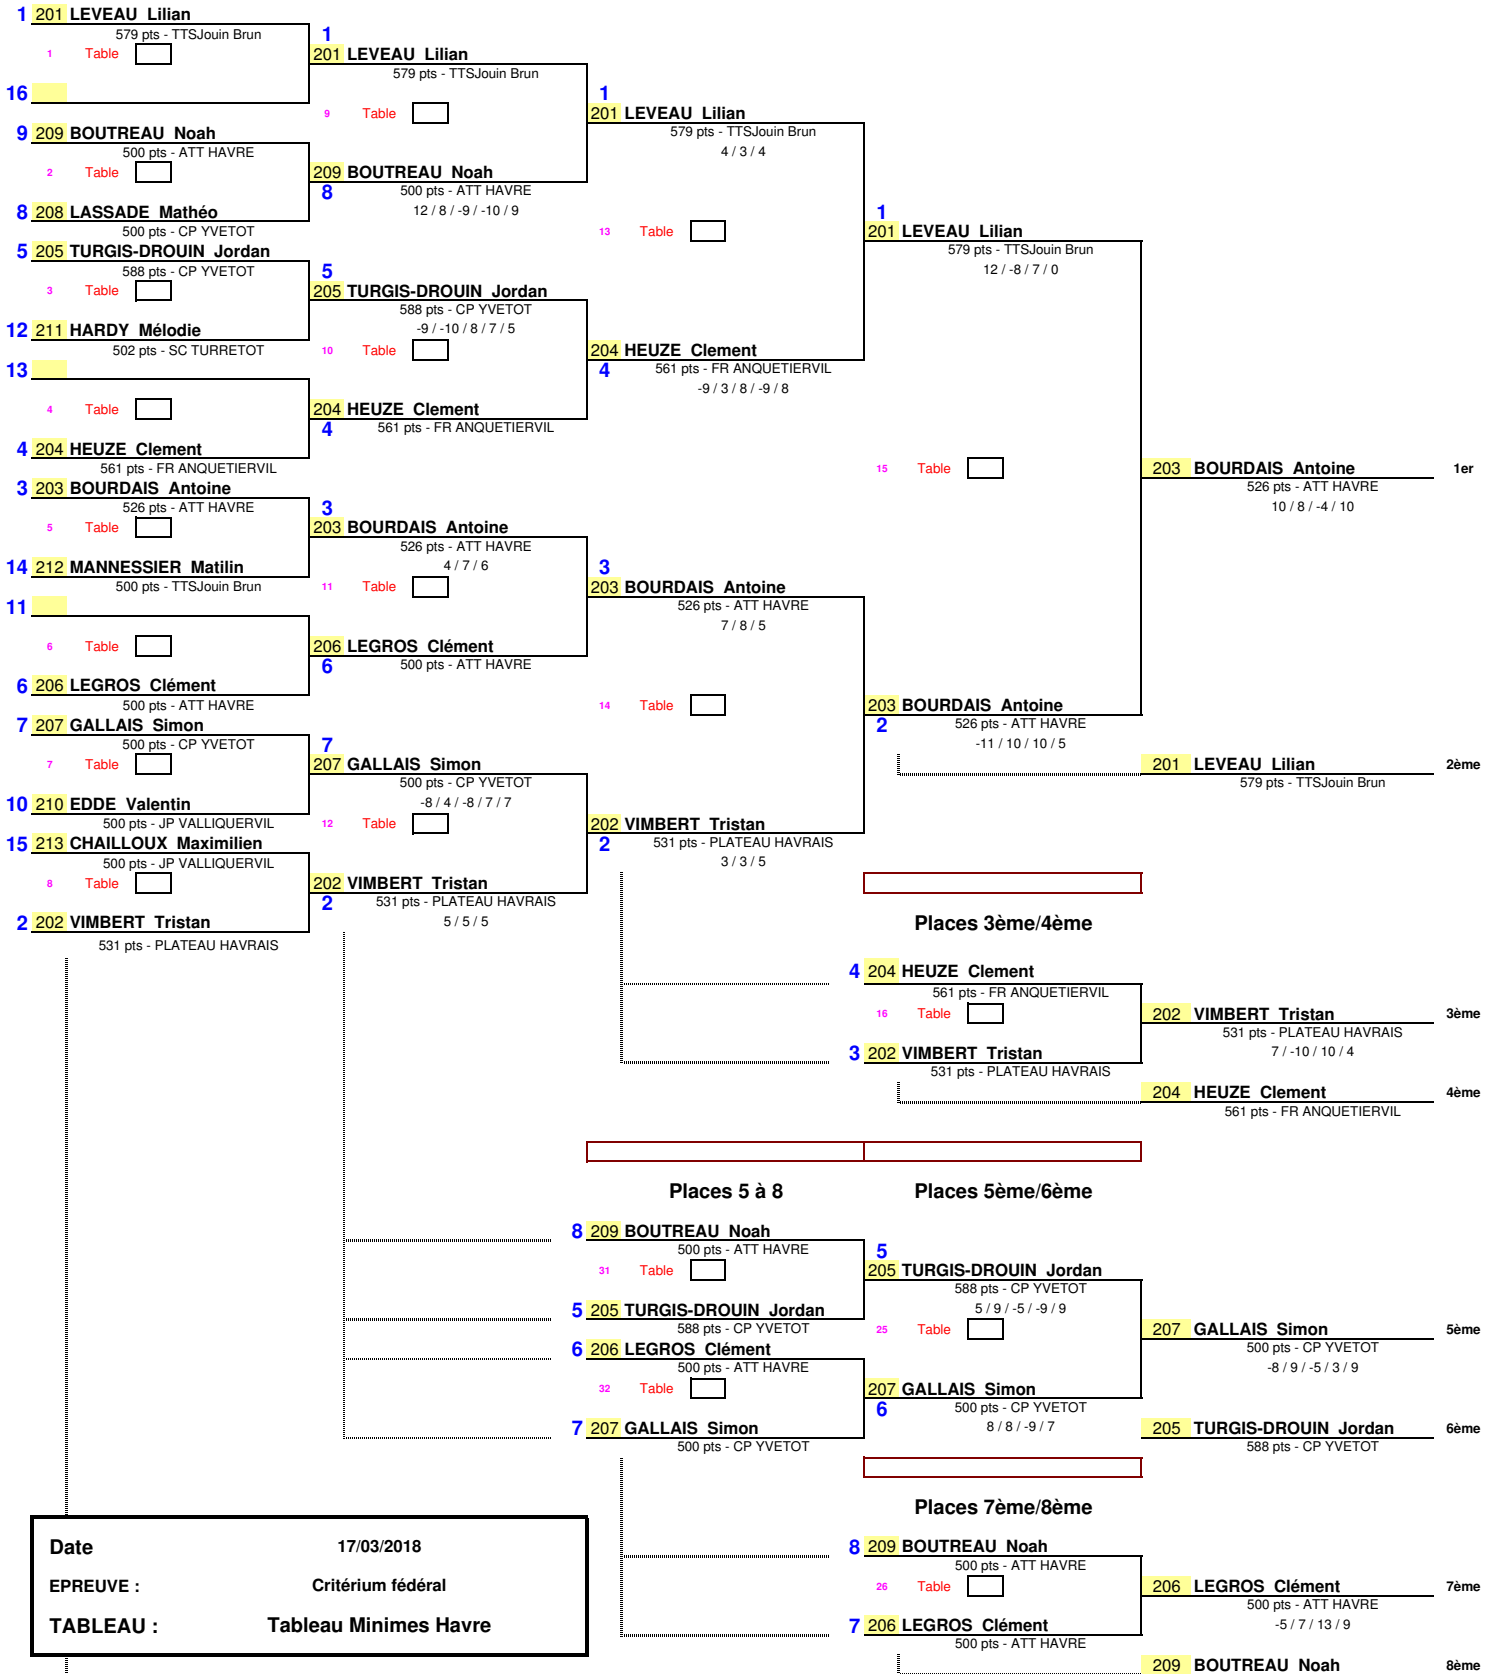 1 201 LEVEAU Lilian
579 pts - TTSJouin Brun
1 Table
16
9 209 BOUTREAU Noah
500 pts - ATT HAVRE
2 Table
8 208 LASSADE Mathéo
500 pts - CP YVETOT
5 205 TURGIS-DROUIN Jordan
588 pts - CP YVETOT
3 Table
12 211 HARDY Mélodie
502 pts - SC TURRETOT
13
4 Table
4 204 HEUZE Clement
561 pts - FR ANQUETIERVIL
3 203 BOURDAIS Antoine
526 pts - ATT HAVRE
5 Table
14 212 MANNESSIER Matilin
500 pts - TTSJouin Brun
11
6 Table
6 206 LEGROS Clément
500 pts - ATT HAVRE
7 207 GALLAIS Simon
500 pts - CP YVETOT
7 Table
10 210 EDDE Valentin
500 pts - JP VALLIQUERVIL
15 213 CHAILLOUX Maximilien
500 pts - JP VALLIQUERVIL
8 Table
2 202 VIMBERT Tristan
531 pts - PLATEAU HAVRAIS
1
201 LEVEAU Lilian
579 pts - TTSJouin Brun
9 Table
209 BOUTREAU Noah
8 500 pts - ATT HAVRE
12 / 8 / -9 / -10 / 9
5
205 TURGIS-DROUIN Jordan
588 pts - CP YVETOT
-9 / -10 / 8 / 7 / 5
10 Table
204 HEUZE Clement
4 561 pts - FR ANQUETIERVIL
3
203 BOURDAIS Antoine
526 pts - ATT HAVRE
4 / 7 / 6
11 Table
206 LEGROS Clément
6 500 pts - ATT HAVRE
7
207 GALLAIS Simon
500 pts - CP YVETOT
-8 / 4 / -8 / 7 / 7
12 Table
202 VIMBERT Tristan
2 531 pts - PLATEAU HAVRAIS
5 / 5 / 5
1
201 LEVEAU Lilian
579 pts - TTSJouin Brun
4 / 3 / 4
13 Table
204 HEUZE Clement
4 561 pts - FR ANQUETIERVIL
-9 / 3 / 8 / -9 / 8
3
203 BOURDAIS Antoine
526 pts - ATT HAVRE
7 / 8 / 5
14 Table
202 VIMBERT Tristan
2 531 pts - PLATEAU HAVRAIS
3 / 3 / 5
1
201 LEVEAU Lilian
579 pts - TTSJouin Brun
12 / -8 / 7 / 0
15 Table
203 BOURDAIS Antoine
2 526 pts - ATT HAVRE
-11 / 10 / 10 / 5
203 BOURDAIS Antoine 1er
526 pts - ATT HAVRE
10 / 8 / -4 / 10
201 LEVEAU Lilian 2ème
579 pts - TTSJouin Brun
Places 3ème/4ème
4 204 HEUZE Clement
561 pts - FR ANQUETIERVIL
16 Table
3 202 VIMBERT Tristan
531 pts - PLATEAU HAVRAIS
202 VIMBERT Tristan 3ème
531 pts - PLATEAU HAVRAIS
7 / -10 / 10 / 4
204 HEUZE Clement 4ème
561 pts - FR ANQUETIERVIL
Places 5 à 8
Places 5ème/6ème
8 209 BOUTREAU Noah
500 pts - ATT HAVRE
31 Table
5 205 TURGIS-DROUIN Jordan
588 pts - CP YVETOT
6 206 LEGROS Clément
500 pts - ATT HAVRE
32 Table
7 207 GALLAIS Simon
500 pts - CP YVETOT
5
205 TURGIS-DROUIN Jordan
588 pts - CP YVETOT
5 / 9 / -5 / -9 / 9
25 Table
207 GALLAIS Simon
6 500 pts - CP YVETOT
8 / 8 / -9 / 7
207 GALLAIS Simon 5ème
500 pts - CP YVETOT
-8 / 9 / -5 / 3 / 9
205 TURGIS-DROUIN Jordan 6ème
588 pts - CP YVETOT
Places 7ème/8ème
8 209 BOUTREAU Noah
500 pts - ATT HAVRE
26 Table
7 206 LEGROS Clément
500 pts - ATT HAVRE
206 LEGROS Clément 7ème
500 pts - ATT HAVRE
-5 / 7 / 13 / 9
209 BOUTREAU Noah 8ème
Date 17/03/2018
EPREUVE : Critérium fédéral
TABLEAU : Tableau Minimes Havre